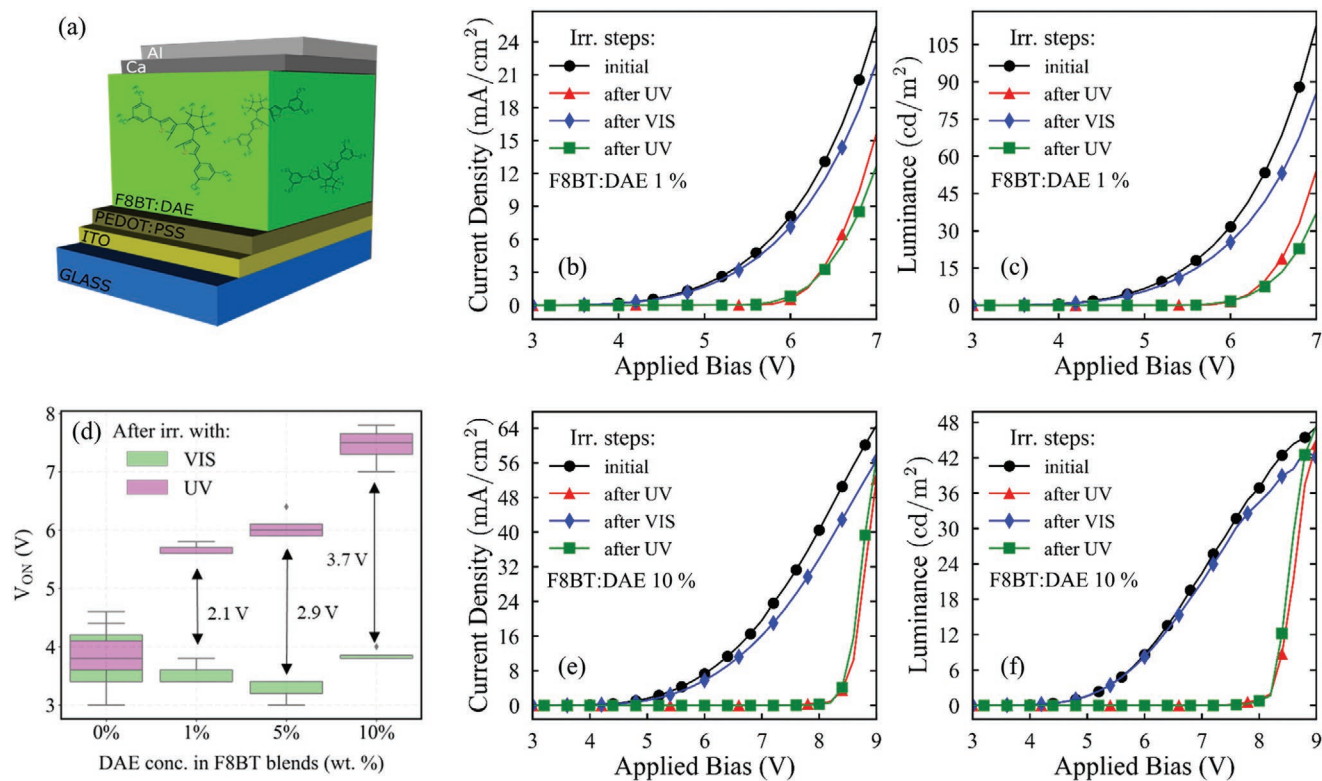 (a)
Al
Ca
F8BT:DAE
PEDOT:PSS
ITO
GLASS
Current Density (mA/cm²)
24
21
18
15
12
9
6
3
0
Irr. steps:
initial
after UV
after VIS
after UV
F8BT:DAE 1 %
(b)
3 4 5 6 7
Applied Bias (V)
Luminance (cd/m²)
105
90
75
60
45
30
15
0
Irr. steps:
initial
after UV
after VIS
after UV
F8BT:DAE 1 %
(c)
3 4 5 6 7
Applied Bias (V)
V_ON (V)
8
7
6
5
4
3
(d)
After irr. with:
VIS
UV
2.1 V
2.9 V
3.7 V
0% 1% 5% 10%
DAE conc. in F8BT blends (wt. %)
Current Density (mA/cm²)
64
56
48
40
32
24
16
8
0
Irr. steps:
initial
after UV
after VIS
after UV
F8BT:DAE 10 %
(e)
3 4 5 6 7 8 9
Applied Bias (V)
Luminance (cd/m²)
48
42
36
30
24
18
12
6
0
Irr. steps:
initial
after UV
after VIS
after UV
F8BT:DAE 10 %
(f)
3 4 5 6 7 8 9
Applied Bias (V)